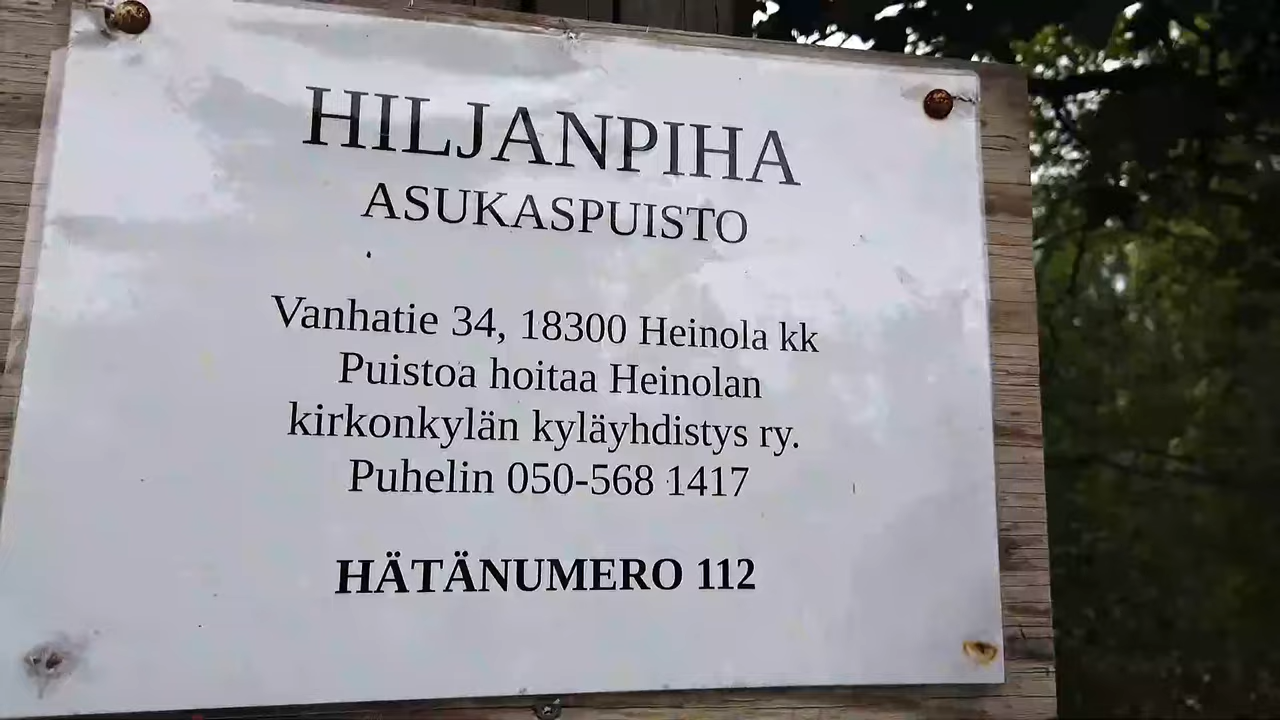 HILJANPIHA
ASUKASPUISTO
Vanhatie 34, 18300 Heinola kk
Puistoa hoitaa Heinolan
kirkonkylän kyläyhdistys ry.
Puhelin 050-568 1417
HÄTÄNUMERO 112